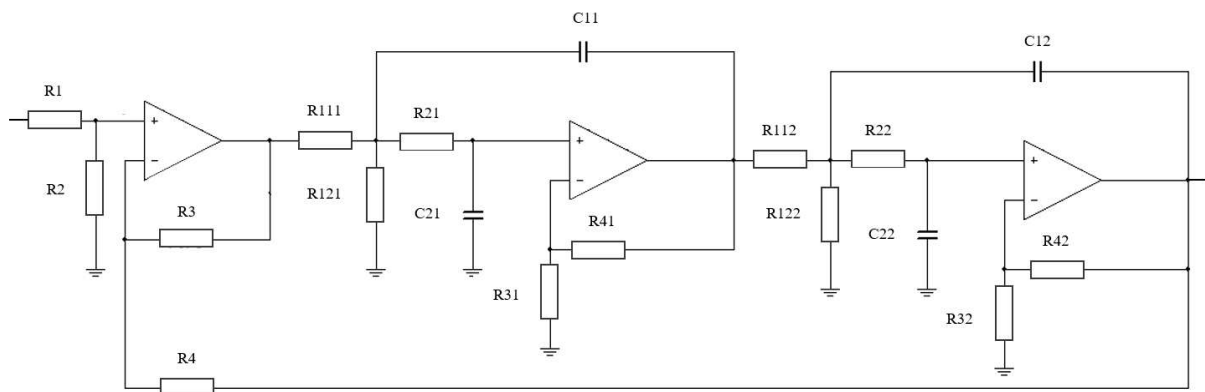 C11
C12
R1
R111
R21
R112
R22
R2
R121
C21
R3
R41
R122
C22
R42
R31
R32
R4
+
−
+
−
+
−